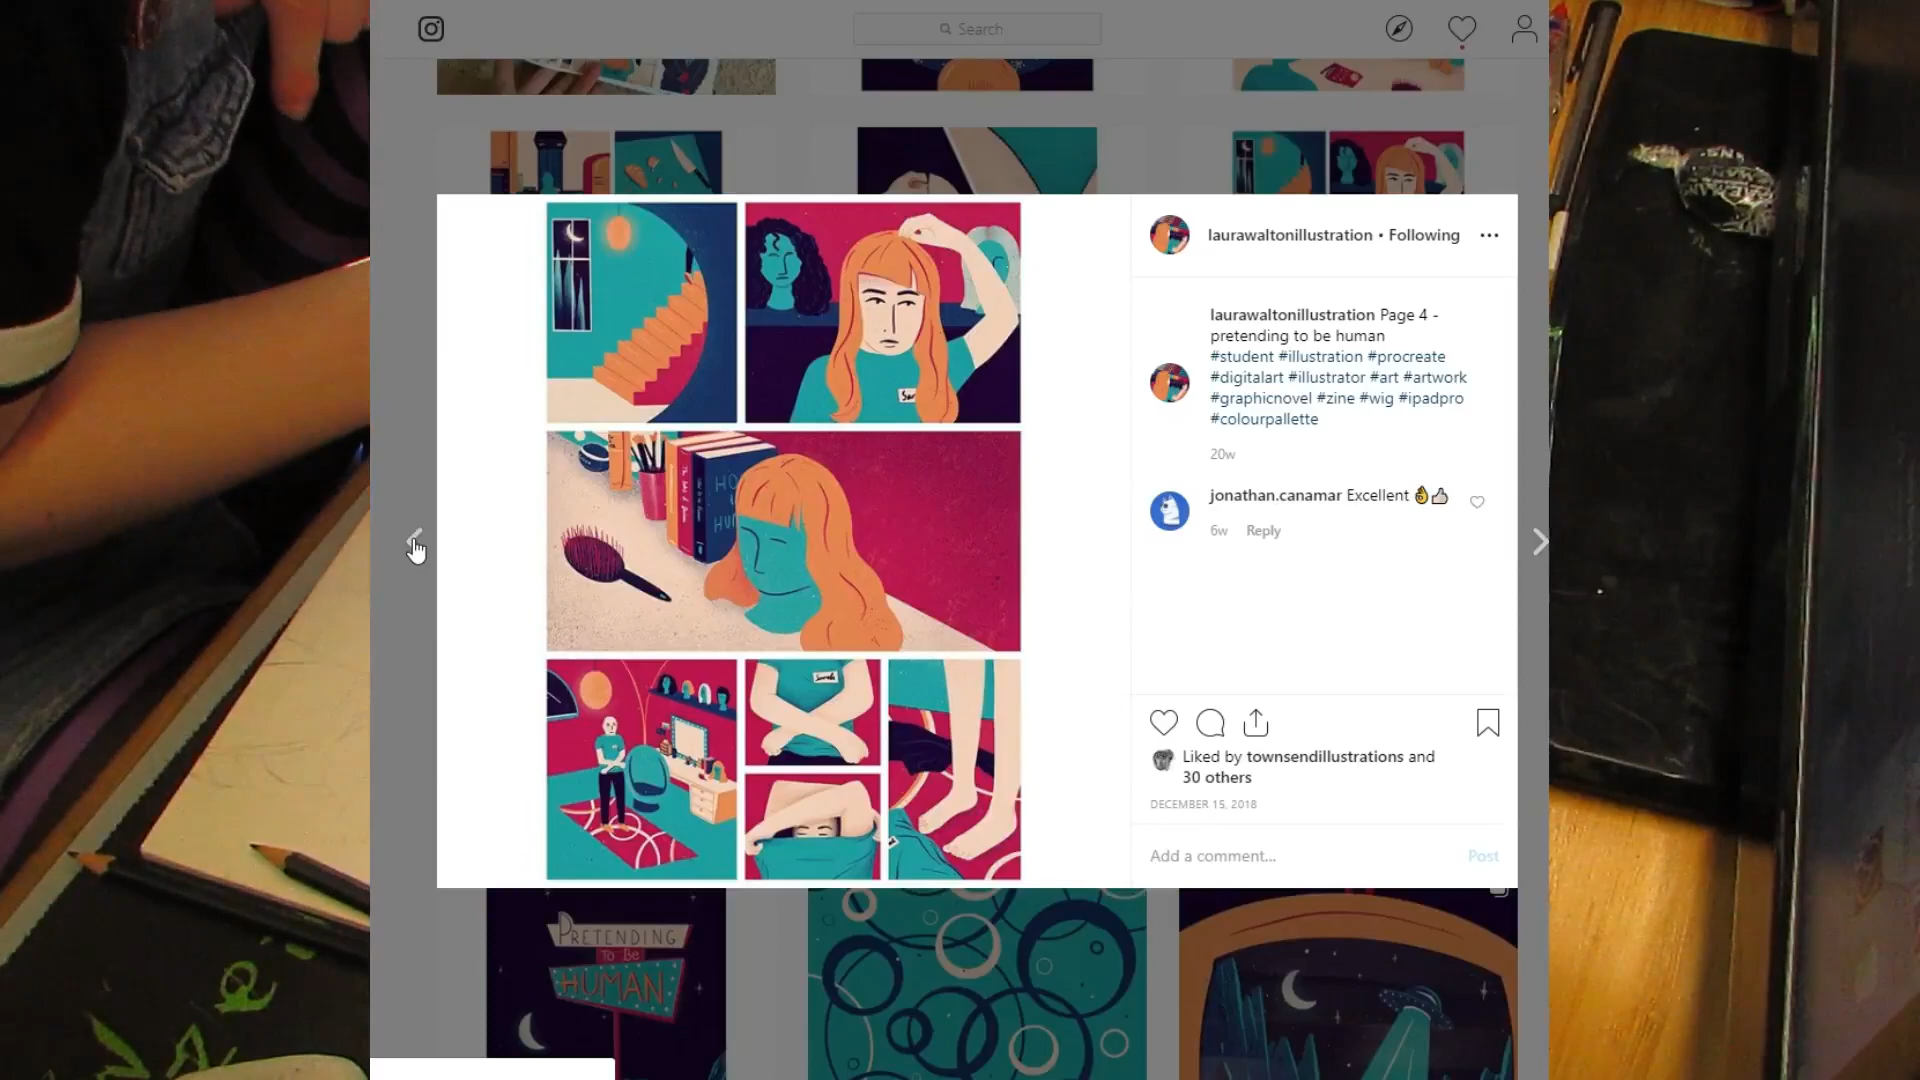 Search
laurawaltonillustration • Following
laurawaltonillustration Page 4 -
pretending to be human
#student #illustration #procreate
#digitalart #illustrator #art #artwork
#graphicnovel #zine #wig #ipadpro
#colourpallette
20w
jonathan.canamar Excellent 👌👍
6w Reply
Liked by townsendillustrations and
30 others
DECEMBER 15, 2018
Add a comment... Post
Sarah
PRETENDING
To Be
HUMAN